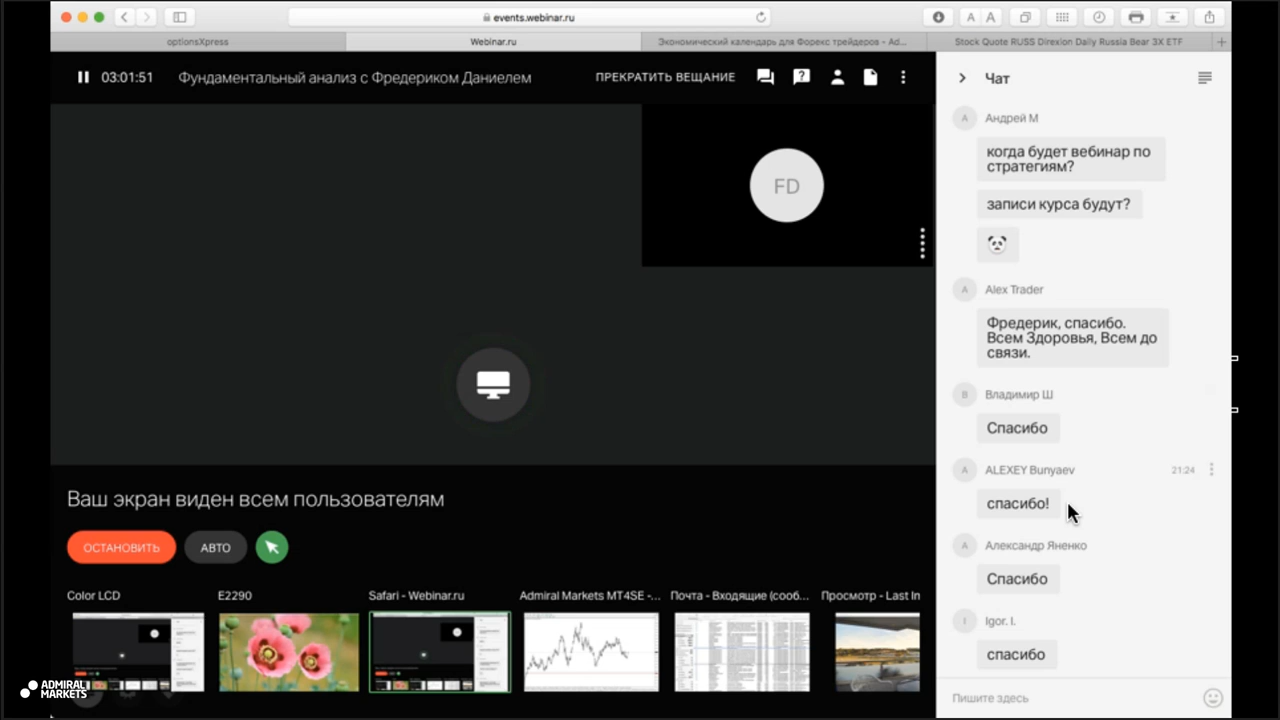 events.webinar.ru
A A
optionsXpress
Webinar.ru
Экономический календарь для Форекс трейдеров - Ad...
Stock Quote RUSS Direxion Daily Russia Bear 3X ETF
03:01:51
Фундаментальный анализ с Фредериком Даниелем
ПРЕКРАТИТЬ ВЕЩАНИЕ
FD
Ваш экран виден всем пользователям
ОСТАНОВИТЬ
АВТО
Color LCD
E2290
Safari - Webinar.ru
Admiral Markets MT4SE -...
Почта - Входящие (сооб...
Просмотр - Last In
ADMIRAL
MARKETS
Чат
А
Андрей М
когда будет вебинар по
стратегиям?
записи курса будут?
A
Alex Trader
Фредерик, спасибо.
Всем Здоровья, Всем до
связи.
В
Владимир Ш
Спасибо
A
ALEXEY Bunyaev
21:24
спасибо!
А
Александр Яненко
Спасибо
I
Igor. I.
спасибо
Пишите здесь